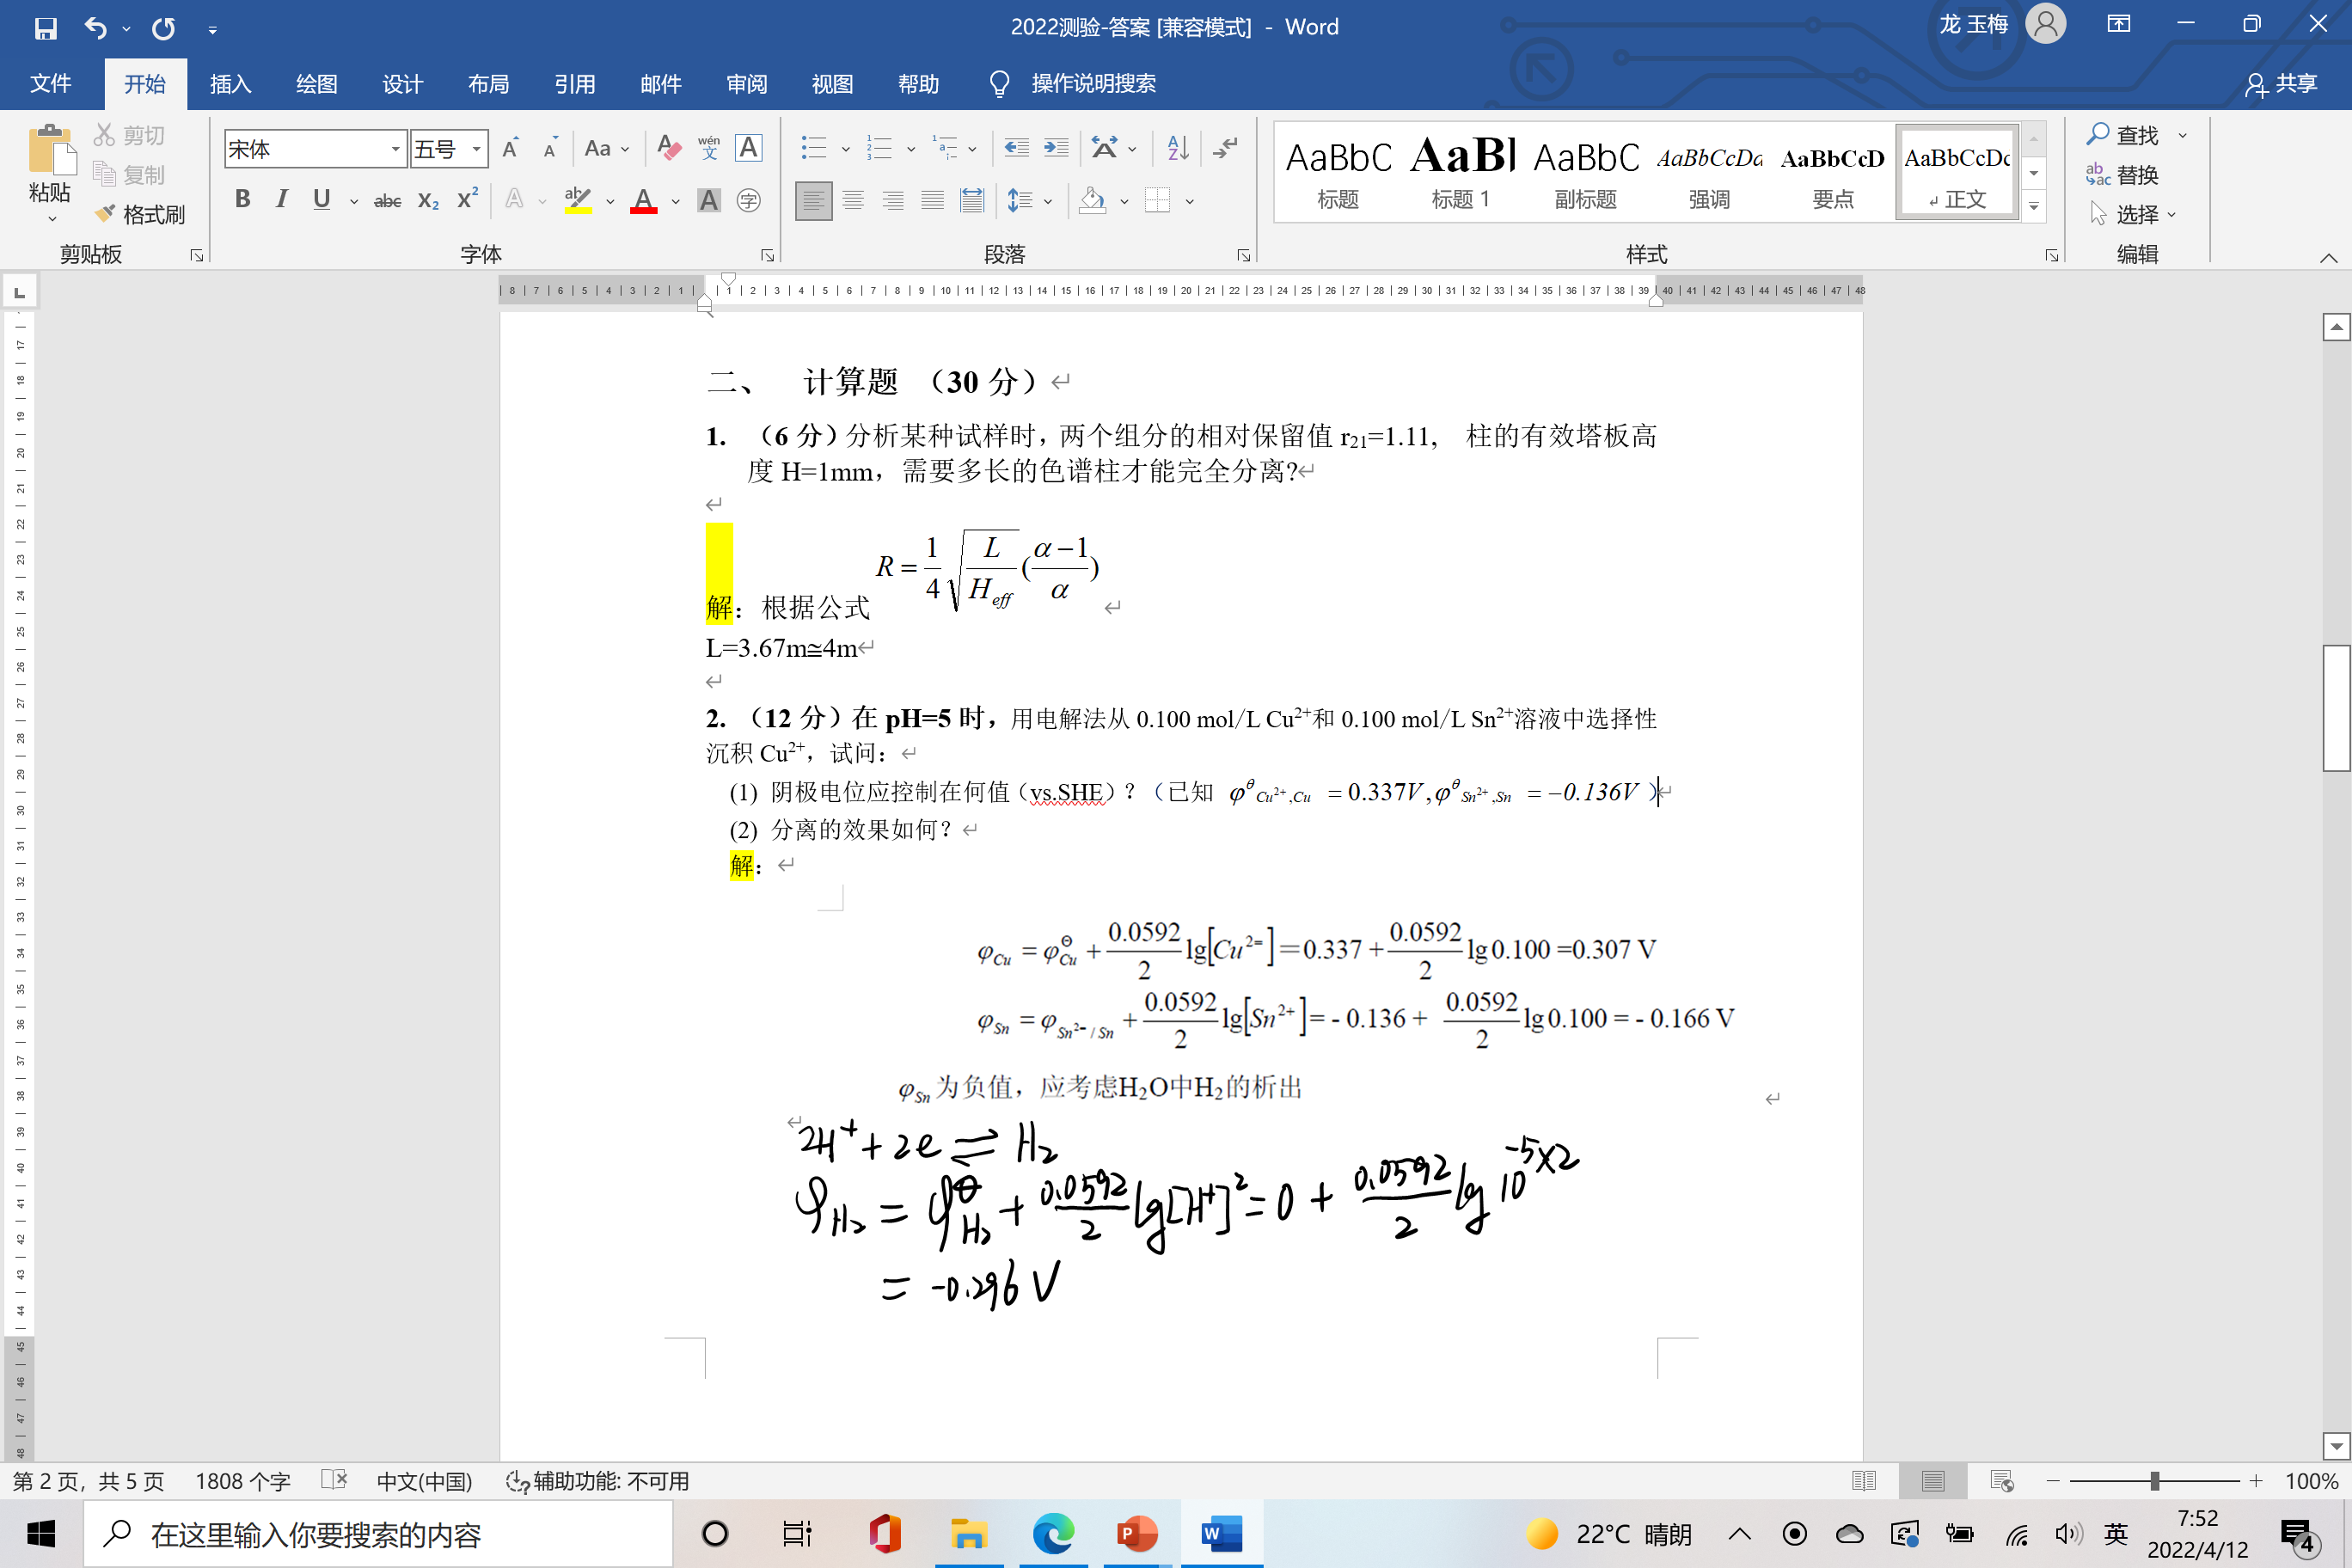 2022测验-答案 [兼容模式] - Word
龙 玉梅
文件 开始 插入 绘图 设计 布局 引用 邮件 审阅 视图 帮助 操作说明搜索 共享
粘贴
剪切
复制
格式刷
剪贴板
宋体 五号
字体
段落
AaBbC 标题
AaBl 标题 1
AaBbC 副标题
AaBbCcDa 强调
AaBbCcD 要点
AaBbCcDc 正文
样式
查找
替换
选择
编辑
二、 计算题 （30 分）
1. （6 分）分析某种试样时，两个组分的相对保留值 r₂₁=1.11， 柱的有效塔板高
度 H=1mm，需要多长的色谱柱才能完全分离?
解：根据公式 R = 1/4 √(L/H_eff) ((α−1)/α)
L=3.67m≅4m
2. （12 分）在 pH=5 时，用电解法从 0.100 mol/L Cu²⁺和 0.100 mol/L Sn²⁺溶液中选择性
沉积 Cu²⁺，试问：
(1) 阴极电位应控制在何值（vs.SHE）？（已知 φ^θ_Cu²⁺,Cu = 0.337V, φ^θ_Sn²⁺,Sn = −0.136V ）
(2) 分离的效果如何？
解：
φ_Cu = φ^Θ_Cu + 0.0592/2 lg[Cu²⁼]=0.337 + 0.0592/2 lg 0.100 =0.307 V
φ_Sn = φ_Sn²⁼/Sn + 0.0592/2 lg[Sn²⁺]= - 0.136 + 0.0592/2 lg 0.100 = - 0.166 V
φ_Sn 为负值，应考虑H₂O中H₂的析出
2H⁺ + 2e ⇌ H₂
φ_H₂ = φ^θ_H₂ + 0.0592/2 lg[H⁺]² = 0 + 0.0592/2 lg 10^(-5×2)
= -0.296 V
第 2 页，共 5 页 1808 个字 中文(中国) 辅助功能: 不可用 100%
在这里输入你要搜索的内容
22°C 晴朗
英
7:52
2022/4/12
4